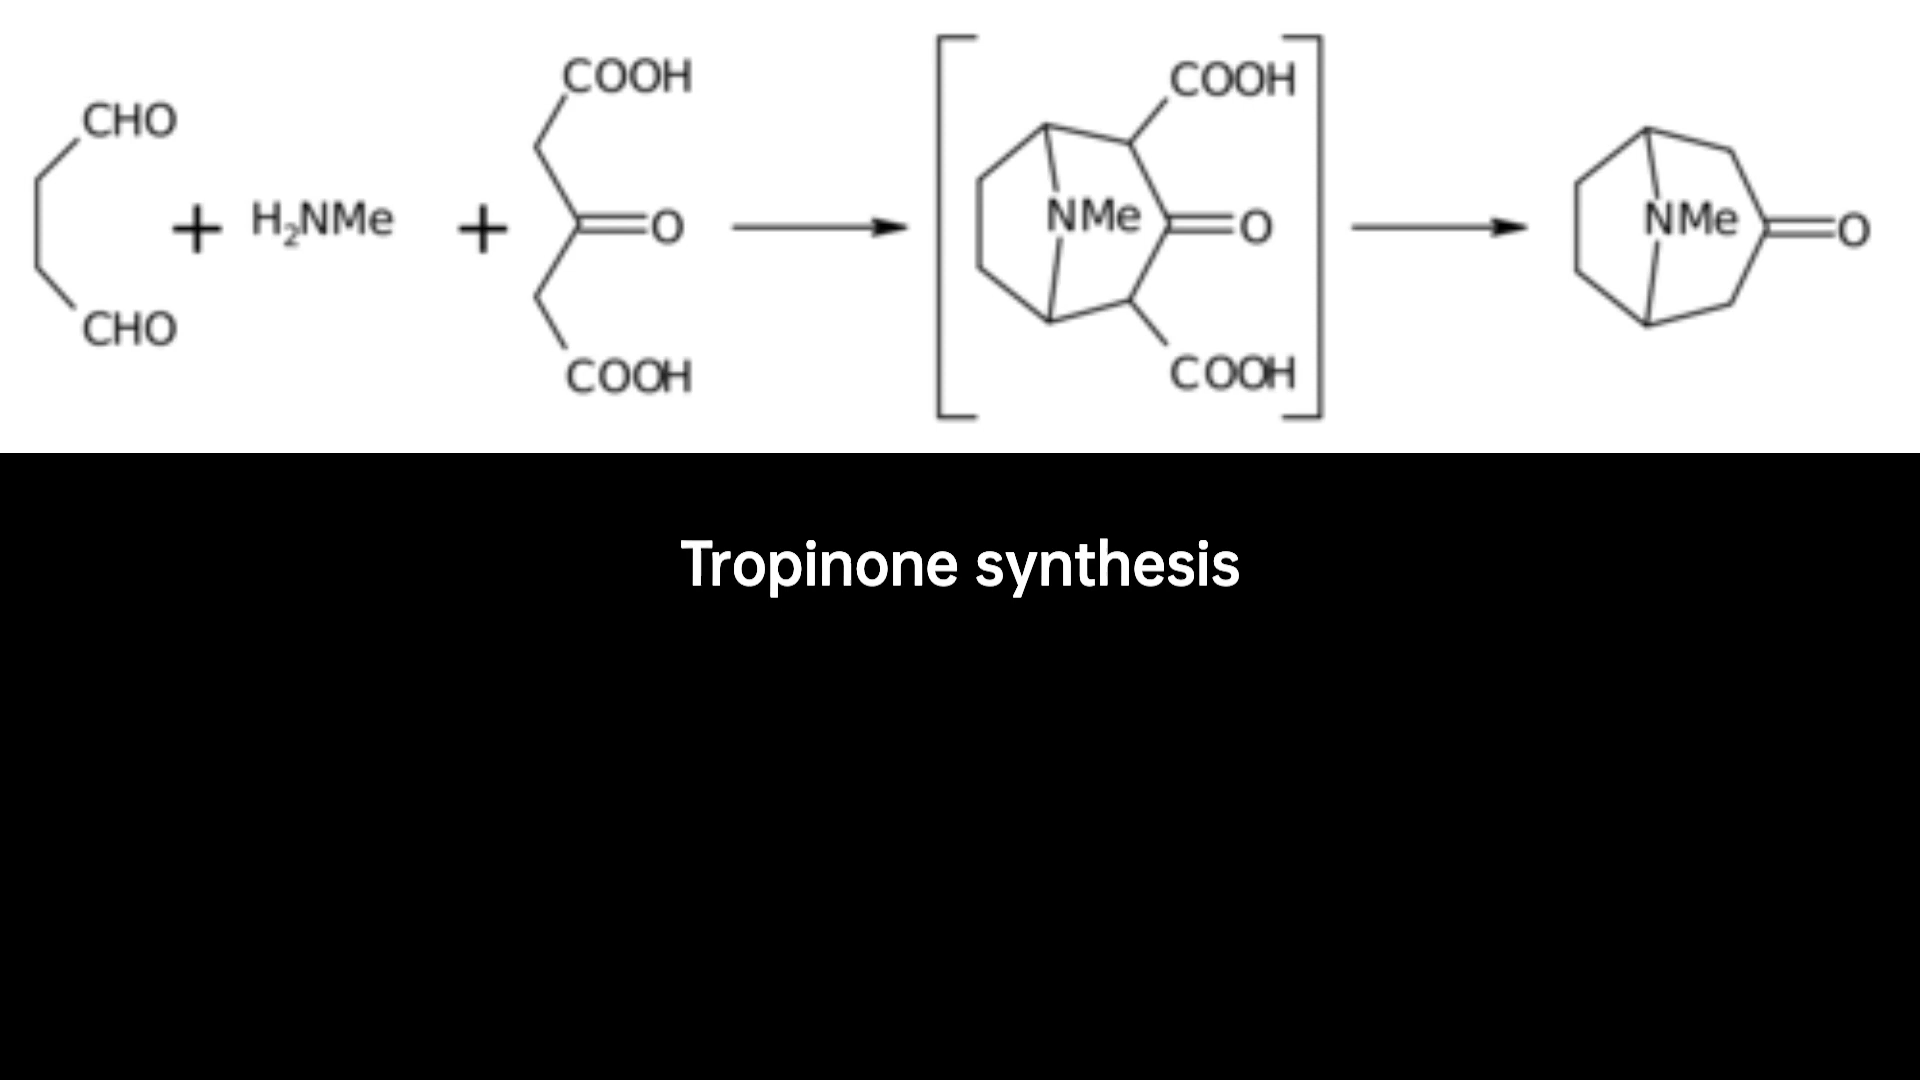 CHO
CHO
+
H₂NMe
+
COOH
=O
COOH
COOH
NMe
=O
COOH
NMe
=O
Tropinone synthesis